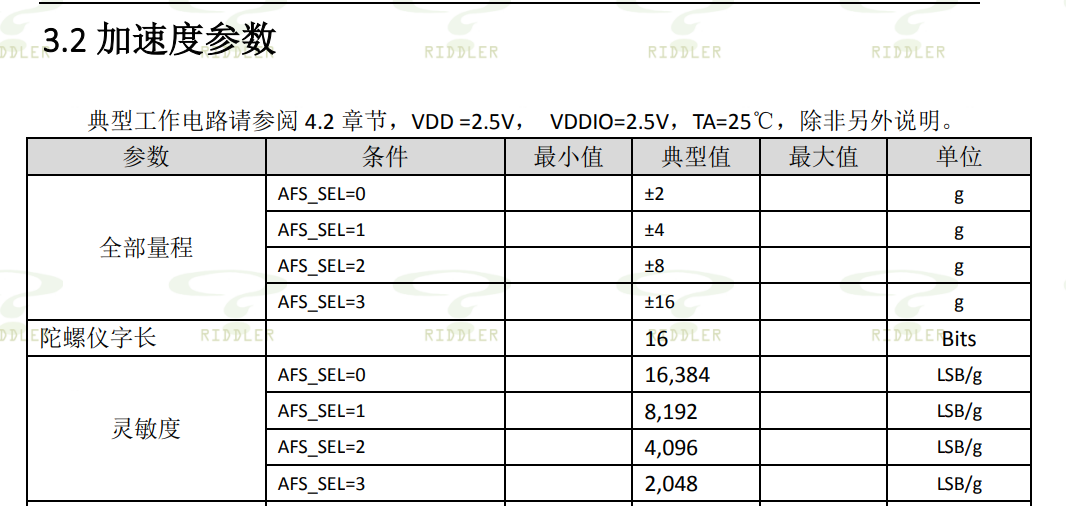 3.2 加速度参数
典型工作电路请参阅 4.2 章节，VDD =2.5V， VDDIO=2.5V，TA=25℃，除非另外说明。
参数 条件 最小值 典型值 最大值 单位
全部量程
AFS_SEL=0 ±2 g
AFS_SEL=1 ±4 g
AFS_SEL=2 ±8 g
AFS_SEL=3 ±16 g
陀螺仪字长 16 Bits
灵敏度
AFS_SEL=0 16,384 LSB/g
AFS_SEL=1 8,192 LSB/g
AFS_SEL=2 4,096 LSB/g
AFS_SEL=3 2,048 LSB/g
RIDDLER RIDDLER RIDDLER RIDDLER
RIDDLER RIDDLER RIDDLER RIDDLER